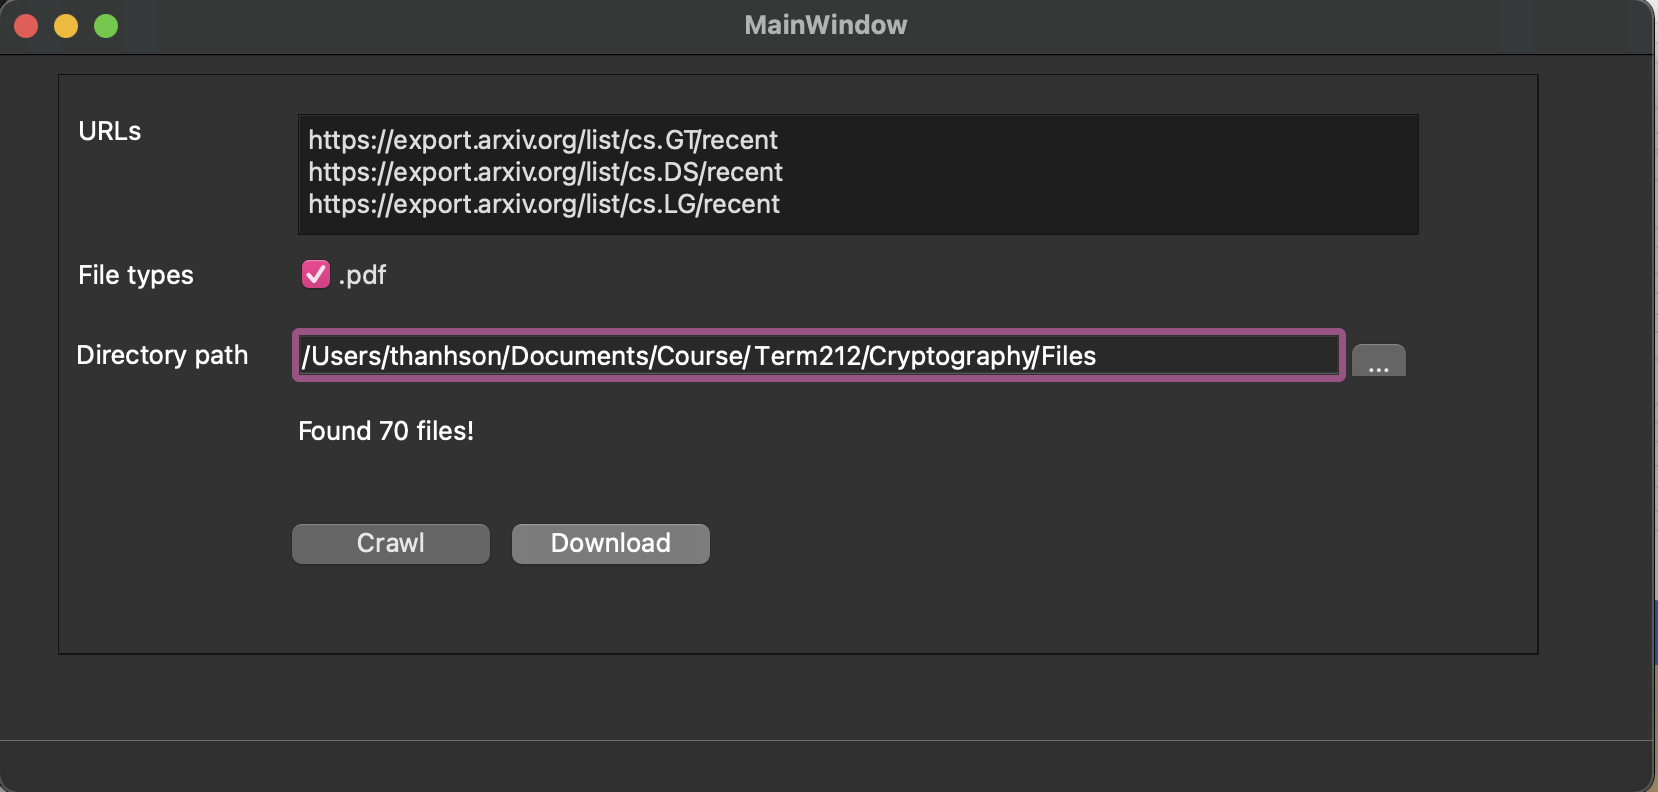 MainWindow
URLs
https://export.arxiv.org/list/cs.GT/recent
https://export.arxiv.org/list/cs.DS/recent
https://export.arxiv.org/list/cs.LG/recent
File types
.pdf
Directory path
/Users/thanhson/Documents/Course/Term212/Cryptography/Files
...
Found 70 files!
Crawl
Download